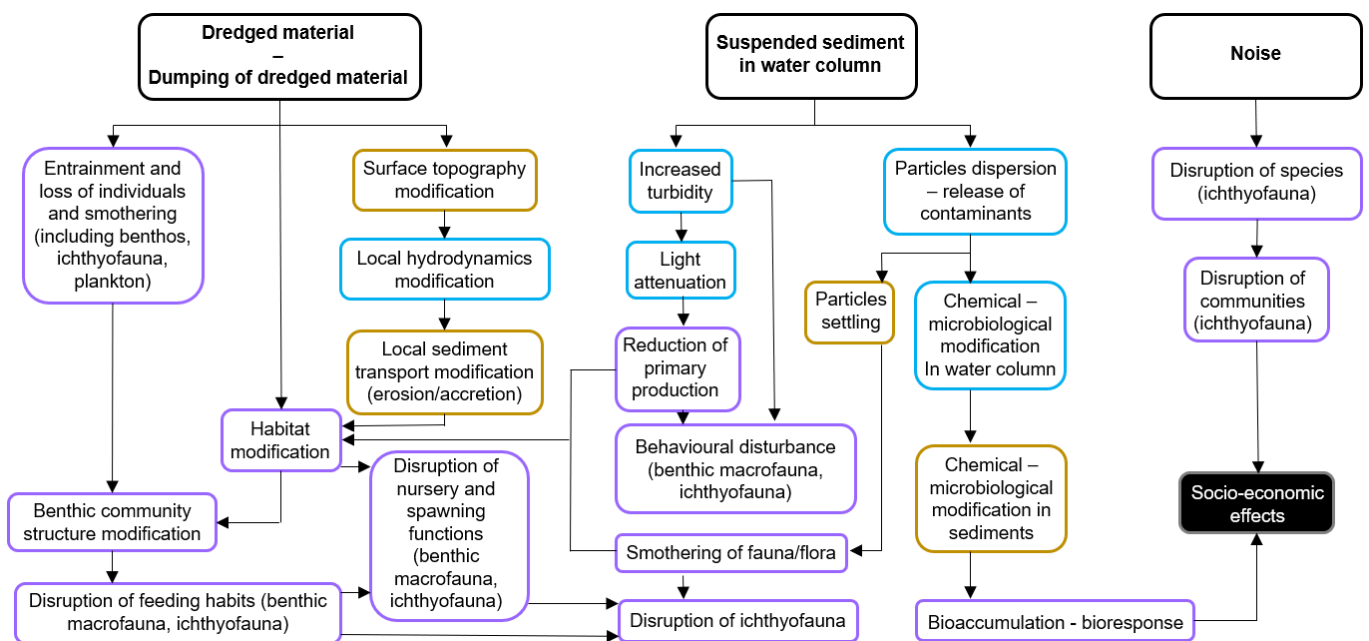 Dredged material
–
Dumping of dredged material
Suspended sediment
in water column
Noise
Entrainment and
loss of individuals
and smothering
(including benthos,
ichthyofauna,
plankton)
Surface topography
modification
Increased
turbidity
Particles dispersion
– release of
contaminants
Disruption of species
(ichthyofauna)
Local hydrodynamics
modification
Light
attenuation
Particles
settling
Chemical –
microbiological
modification
In water column
Disruption of
communities
(ichthyofauna)
Local sediment
transport modification
(erosion/accretion)
Reduction of
primary
production
Habitat
modification
Behavioural disturbance
(benthic macrofauna,
ichthyofauna)
Disruption of
nursery and
spawning
functions
(benthic
macrofauna,
ichthyofauna)
Chemical –
microbiological
modification in
sediments
Socio-economic
effects
Benthic community
structure modification
Smothering of fauna/flora
Disruption of feeding habits (benthic
macrofauna, ichthyofauna)
Disruption of ichthyofauna
Bioaccumulation - bioresponse